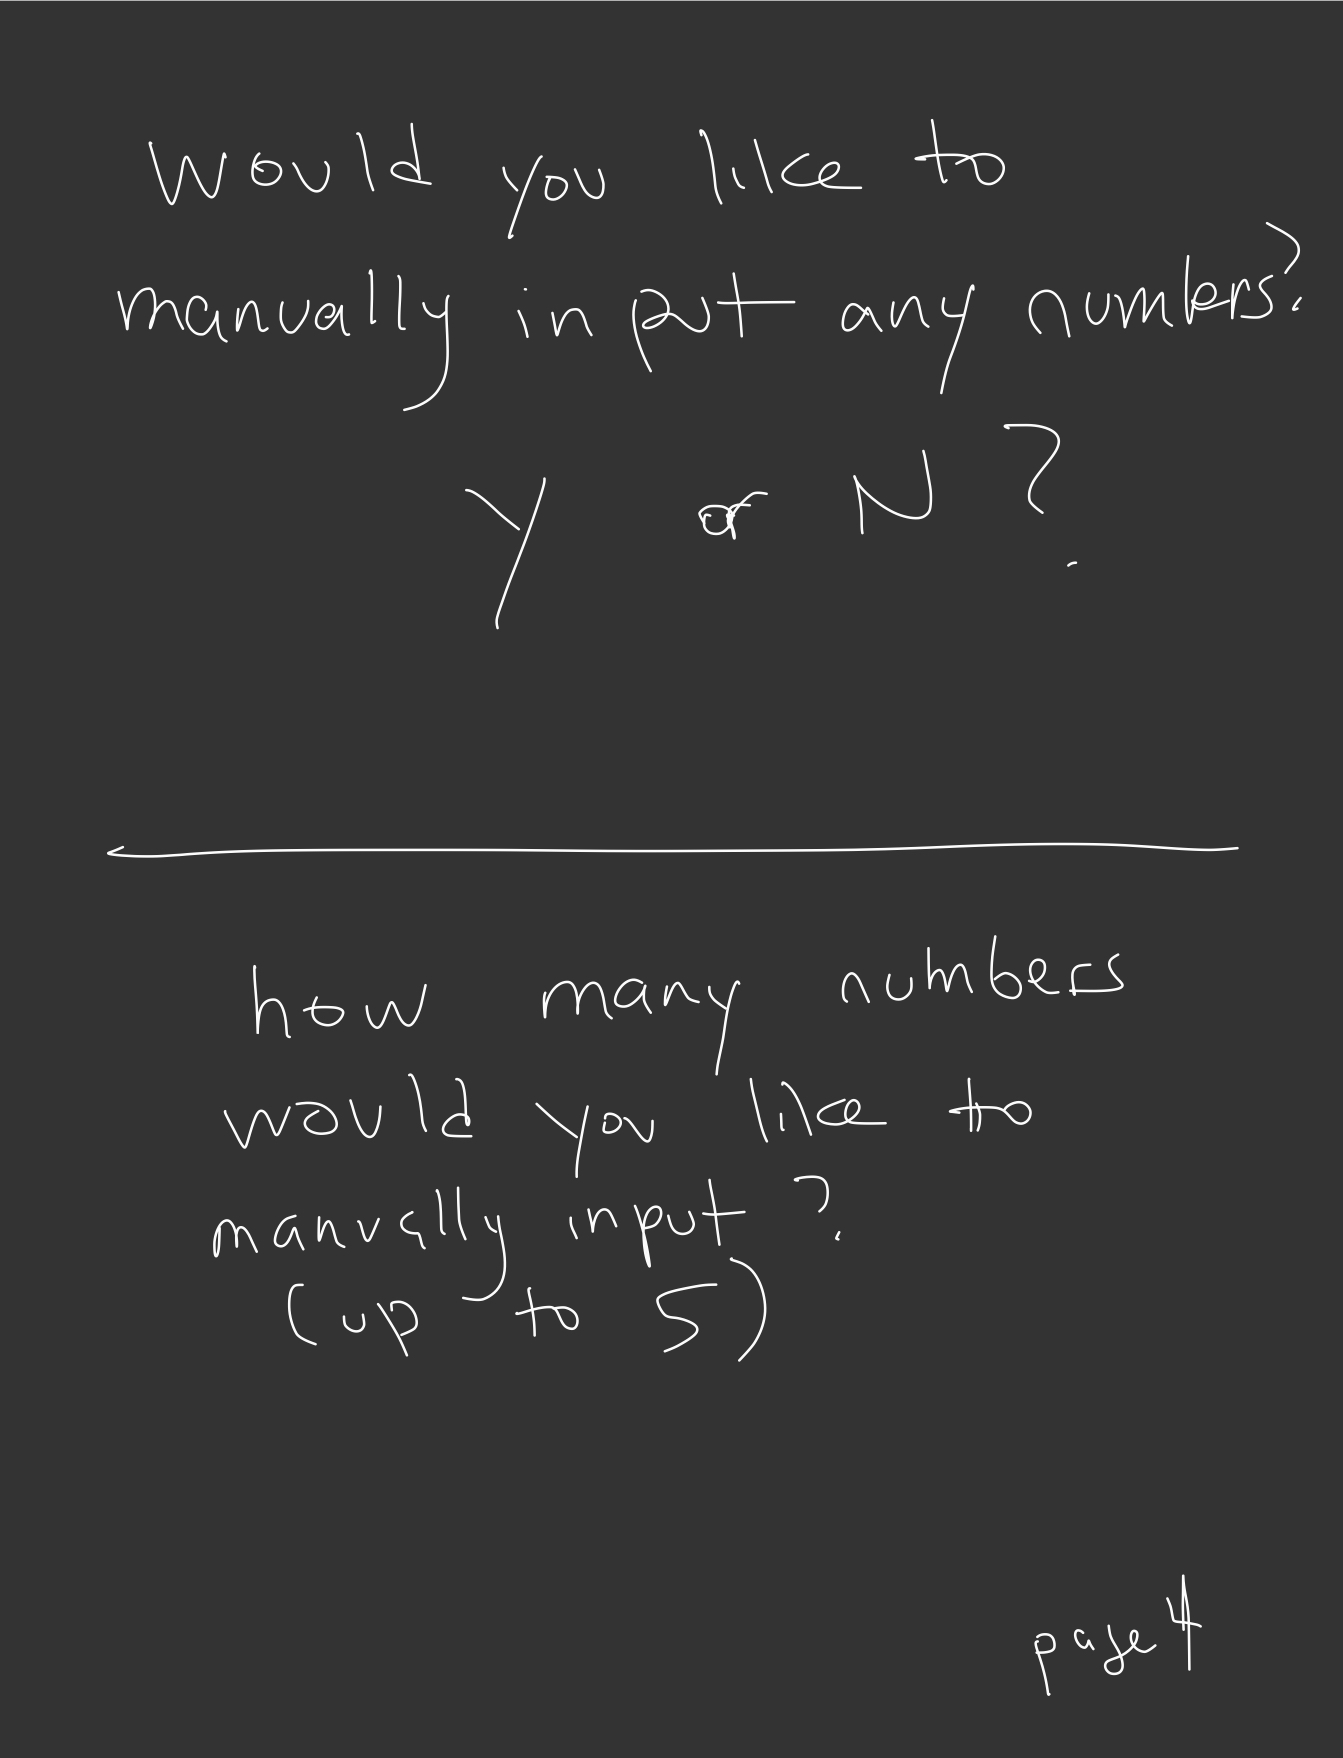 Would you like to
manually input any numbers?
Y or N?
how many numbers
would you like to
manually input?
(up to 5)
page 4